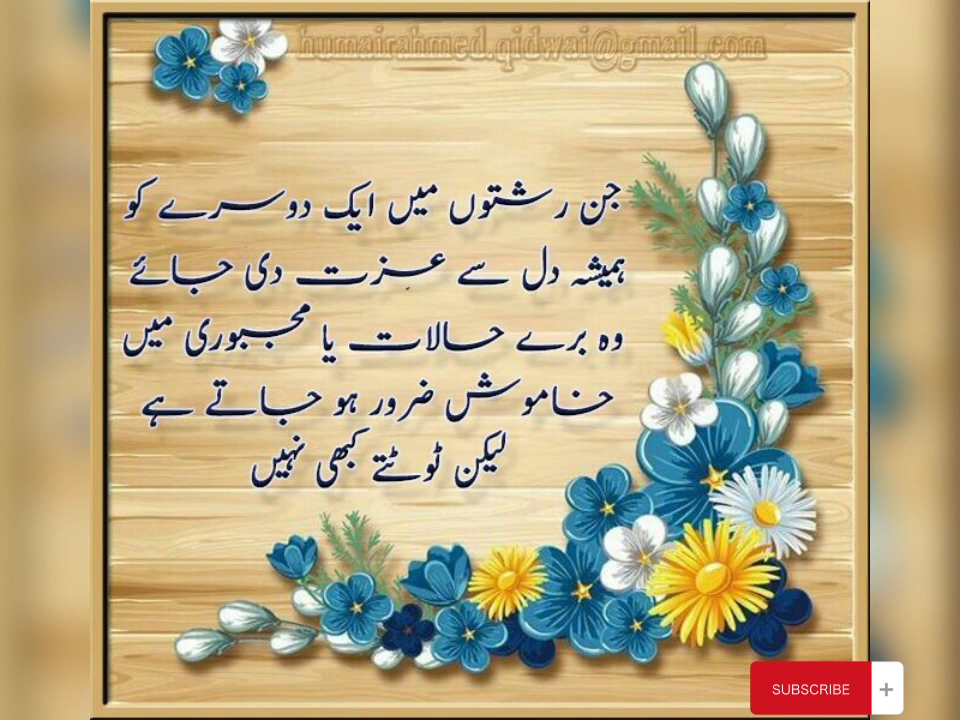 humairahmed.qidwai@gmail.com
جن رشتوں میں ایک دوسرے کو
ہمیشہ دل سے عزت دی جائے
وہ برے حالات یا مجبوری میں
خاموش ضرور ہو جاتے ہے
لیکن ٹوٹتے کبھی نہیں
SUBSCRIBE +